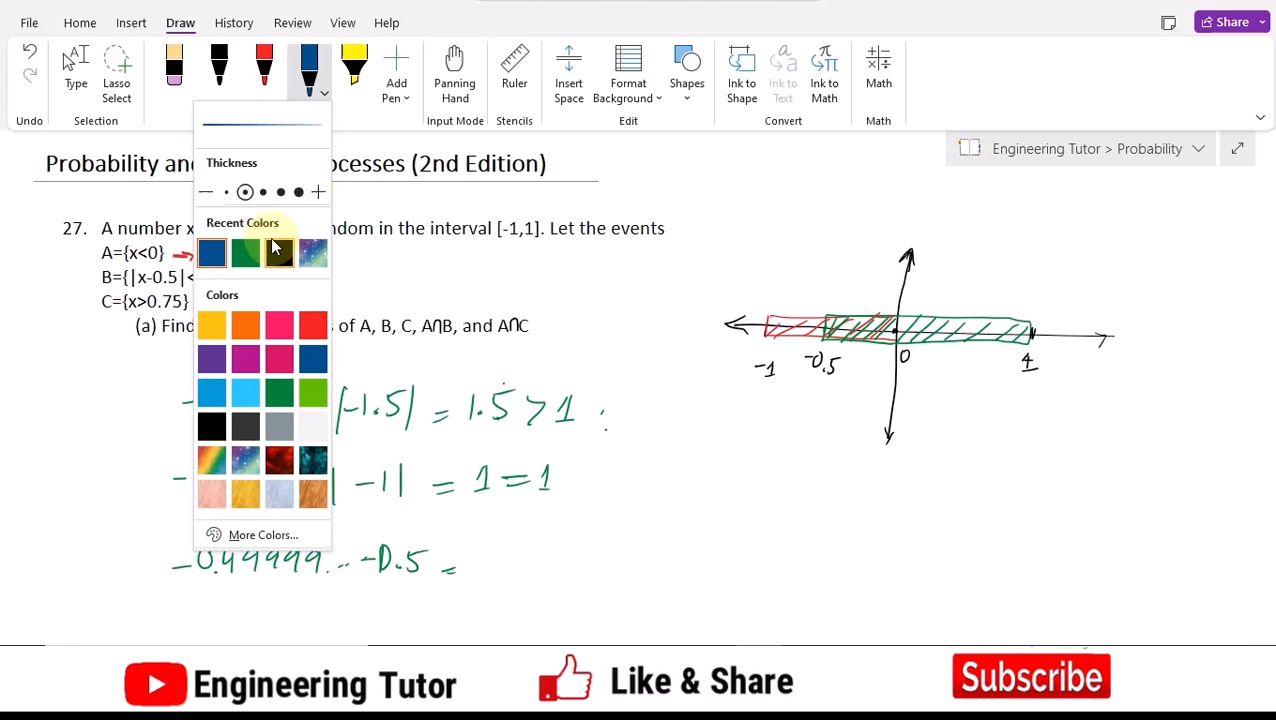 File Home Insert Draw History Review View Help Share
Type Lasso Select Add Pen Panning Hand Ruler Insert Space Format Background Shapes Ink to Shape Ink to Text Ink to Math Math
Undo Selection Input Mode Stencils Edit Convert Math
Engineering Tutor > Probability
Probability an ocesses (2nd Edition)
Thickness
Recent Colors
Colors
More Colors...
27. A number x ndom in the interval [-1,1]. Let the events
A={x<0}
B={|x-0.5|<
C={x>0.75}
(a) Find s of A, B, C, A∩B, and A∩C
|-1.5| = 1.5 > 1
| -1| = 1 = 1
-0.49999... -0.5 =
-1 -0.5 0 1
Engineering Tutor
Like & Share
Subscribe